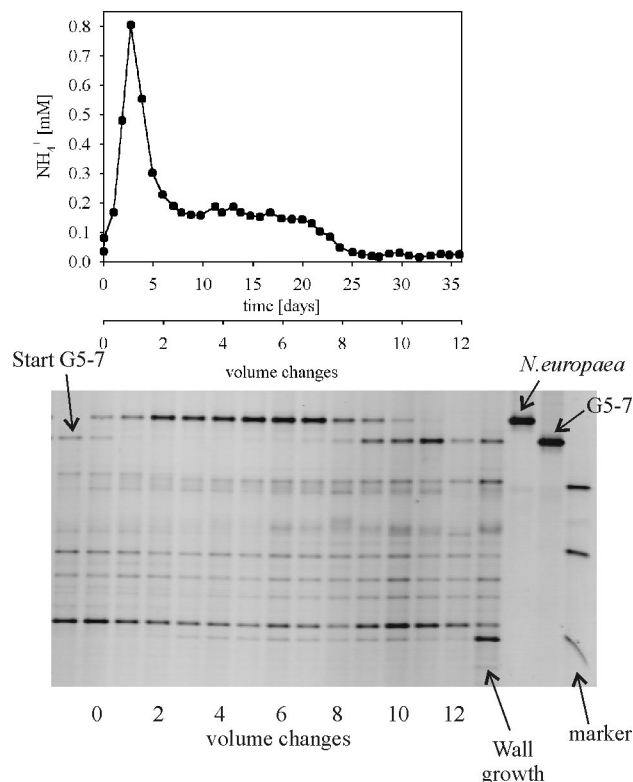 0.8
0.7
0.6
0.5
0.4
0.3
0.2
0.1
0.0
NH4+ [mM]
0 5 10 15 20 25 30 35
time [days]
0 2 4 6 8 10 12
volume changes
Start G5-7
N.europaea
G5-7
0 2 4 6 8 10 12
volume changes
Wall
growth
marker